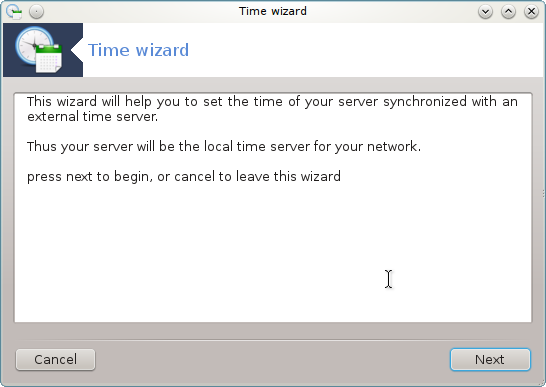 Time wizard
Time wizard
This wizard will help you to set the time of your server synchronized with an
external time server.
Thus your server will be the local time server for your network.
press next to begin, or cancel to leave this wizard
Cancel
Next